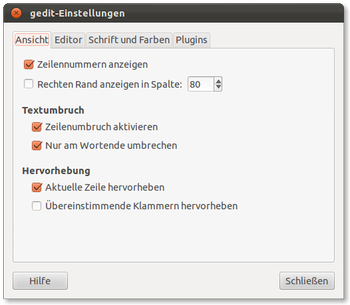 gedit-Einstellungen
Ansicht Editor Schrift und Farben Plugins
Zeilennummern anzeigen
Rechten Rand anzeigen in Spalte: 80
Textumbruch
Zeilenumbruch aktivieren
Nur am Wortende umbrechen
Hervorhebung
Aktuelle Zeile hervorheben
Übereinstimmende Klammern hervorheben
Hilfe Schließen